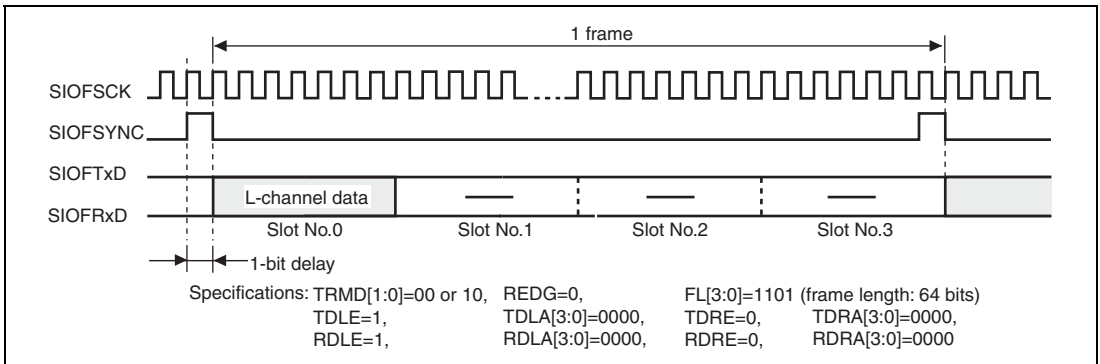 1 frame
SIOFSCK
SIOFSYNC
SIOFTxD
L-channel data
SIOFRxD
Slot No.0 Slot No.1 Slot No.2 Slot No.3
1-bit delay
Specifications: TRMD[1:0]=00 or 10, REDG=0, FL[3:0]=1101 (frame length: 64 bits)
TDLE=1, TDLA[3:0]=0000, TDRE=0, TDRA[3:0]=0000,
RDLE=1, RDLA[3:0]=0000, RDRE=0, RDRA[3:0]=0000